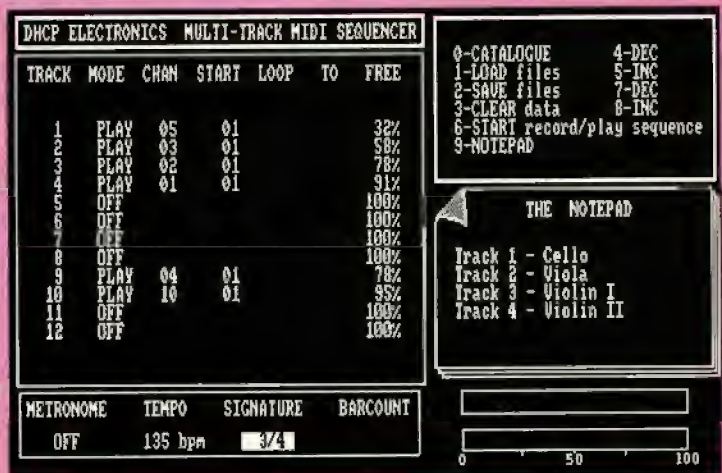 DHCP ELECTRONICS MULTI-TRACK MIDI SEQUENCER
TRACK MODE CHAN START LOOP TO FREE
1 PLAY 05 01 32%
2 PLAY 03 01 58%
3 PLAY 02 01 78%
4 PLAY 01 01 91%
5 OFF 100%
6 OFF 100%
7 OFF 100%
8 OFF 100%
9 PLAY 04 01 78%
10 PLAY 10 01 95%
11 OFF 100%
12 OFF 100%
METRONOME TEMPO SIGNATURE BARCOUNT
OFF 135 bpm 3/4
0-CATALOGUE 4-DEC
1-LOAD files 5-INC
2-SAVE files 7-DEC
3-CLEAR data 8-INC
6-START record/play sequence
9-NOTEPAD
THE NOTEPAD
Track 1 - Cello
Track 2 - Viola
Track 3 - Violin I
Track 4 - Violin II
0 50 100